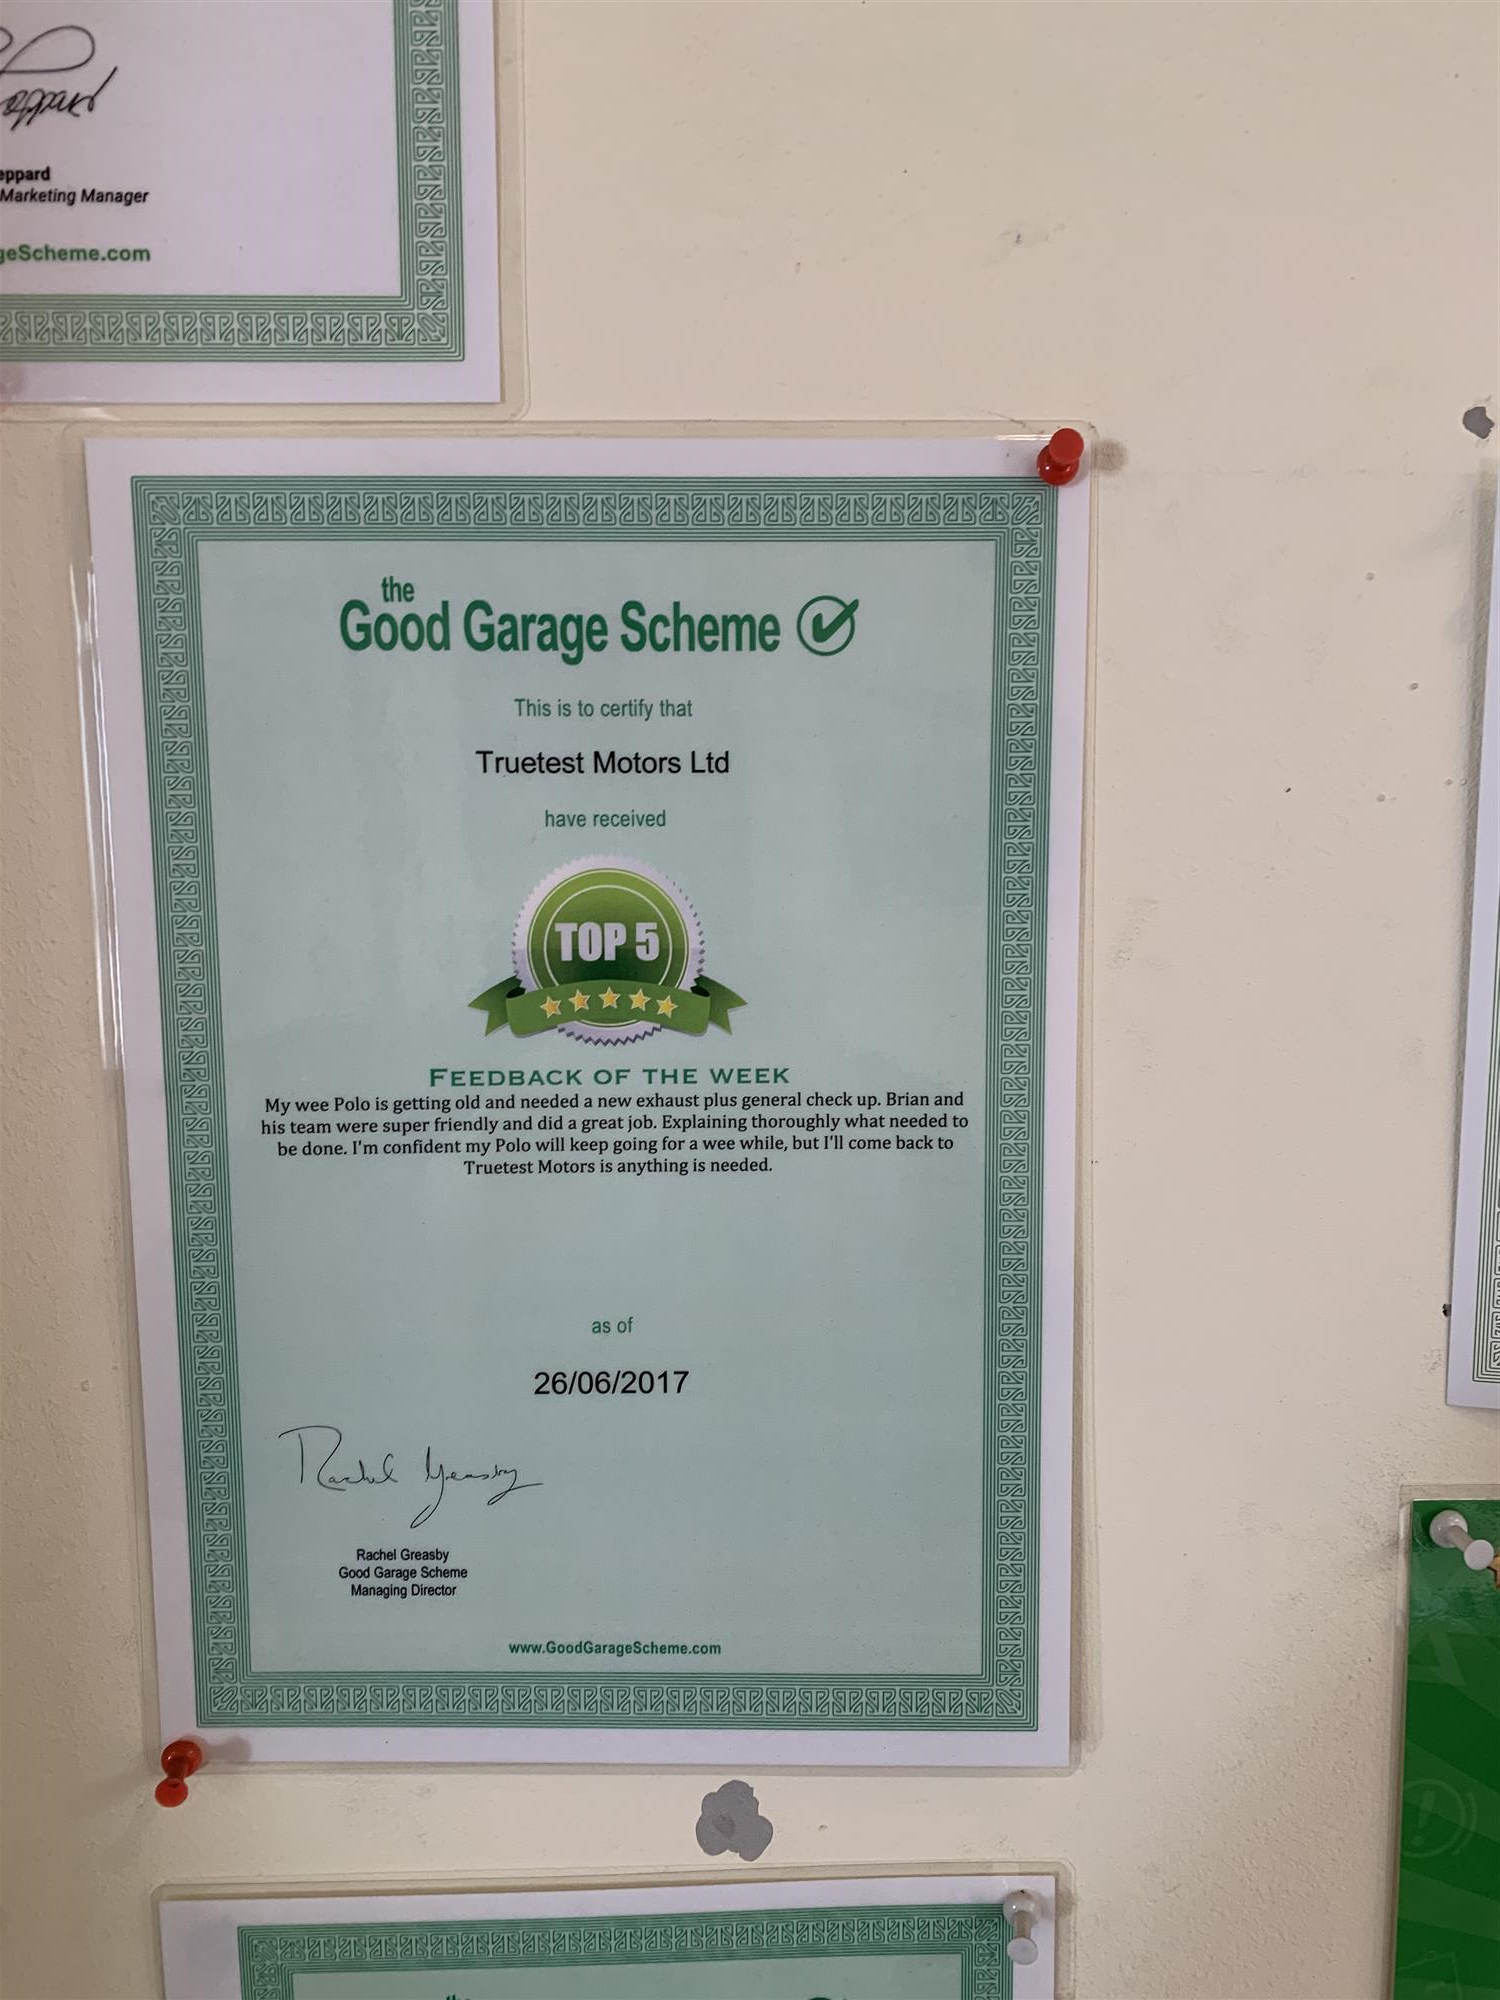 Marketing Manager
the
Good Garage Scheme
This is to certify that
Truetest Motors Ltd
have received
TOP 5
FEEDBACK OF THE WEEK
My wee Polo is getting old and needed a new exhaust plus general check up. Brian and
his team were super friendly and did a great job. Explaining thoroughly what needed to
be done. I'm confident my Polo will keep going for a wee while, but I'll come back to
Truetest Motors is anything is needed.
as of
26/06/2017
Rachel Greasby
Rachel Greasby
Good Garage Scheme
Managing Director
www.GoodGarageScheme.com